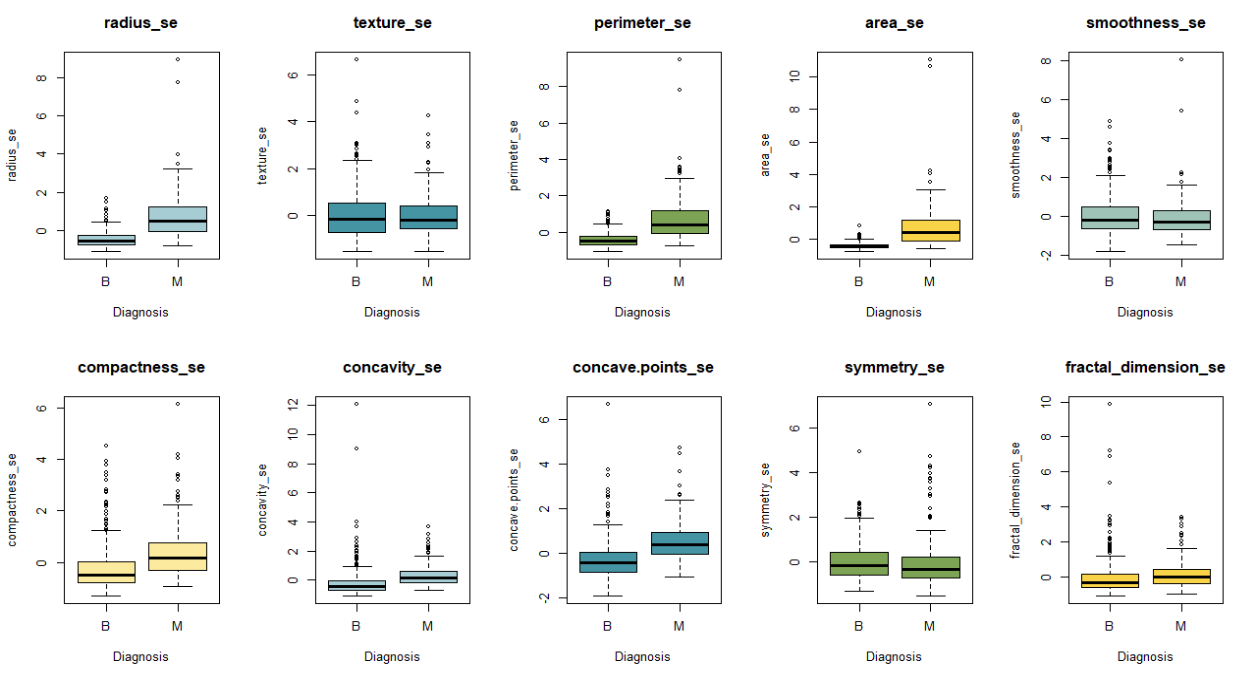 radius_se
texture_se
perimeter_se
area_se
smoothness_se
radius_se
0 2 4 6 8
B M
Diagnosis
texture_se
0 2 4 6
B M
Diagnosis
perimeter_se
0 2 4 6 8
B M
Diagnosis
area_se
0 2 4 6 8 10
B M
Diagnosis
smoothness_se
-2 0 2 4 6 8
B M
Diagnosis
compactness_se
concavity_se
concave.points_se
symmetry_se
fractal_dimension_se
compactness_se
0 2 4 6
B M
Diagnosis
concavity_se
0 2 4 6 8 10 12
B M
Diagnosis
concave.points_se
-2 0 2 4 6
B M
Diagnosis
symmetry_se
0 2 4 6
B M
Diagnosis
fractal_dimension_se
0 2 4 6 8 10
B M
Diagnosis